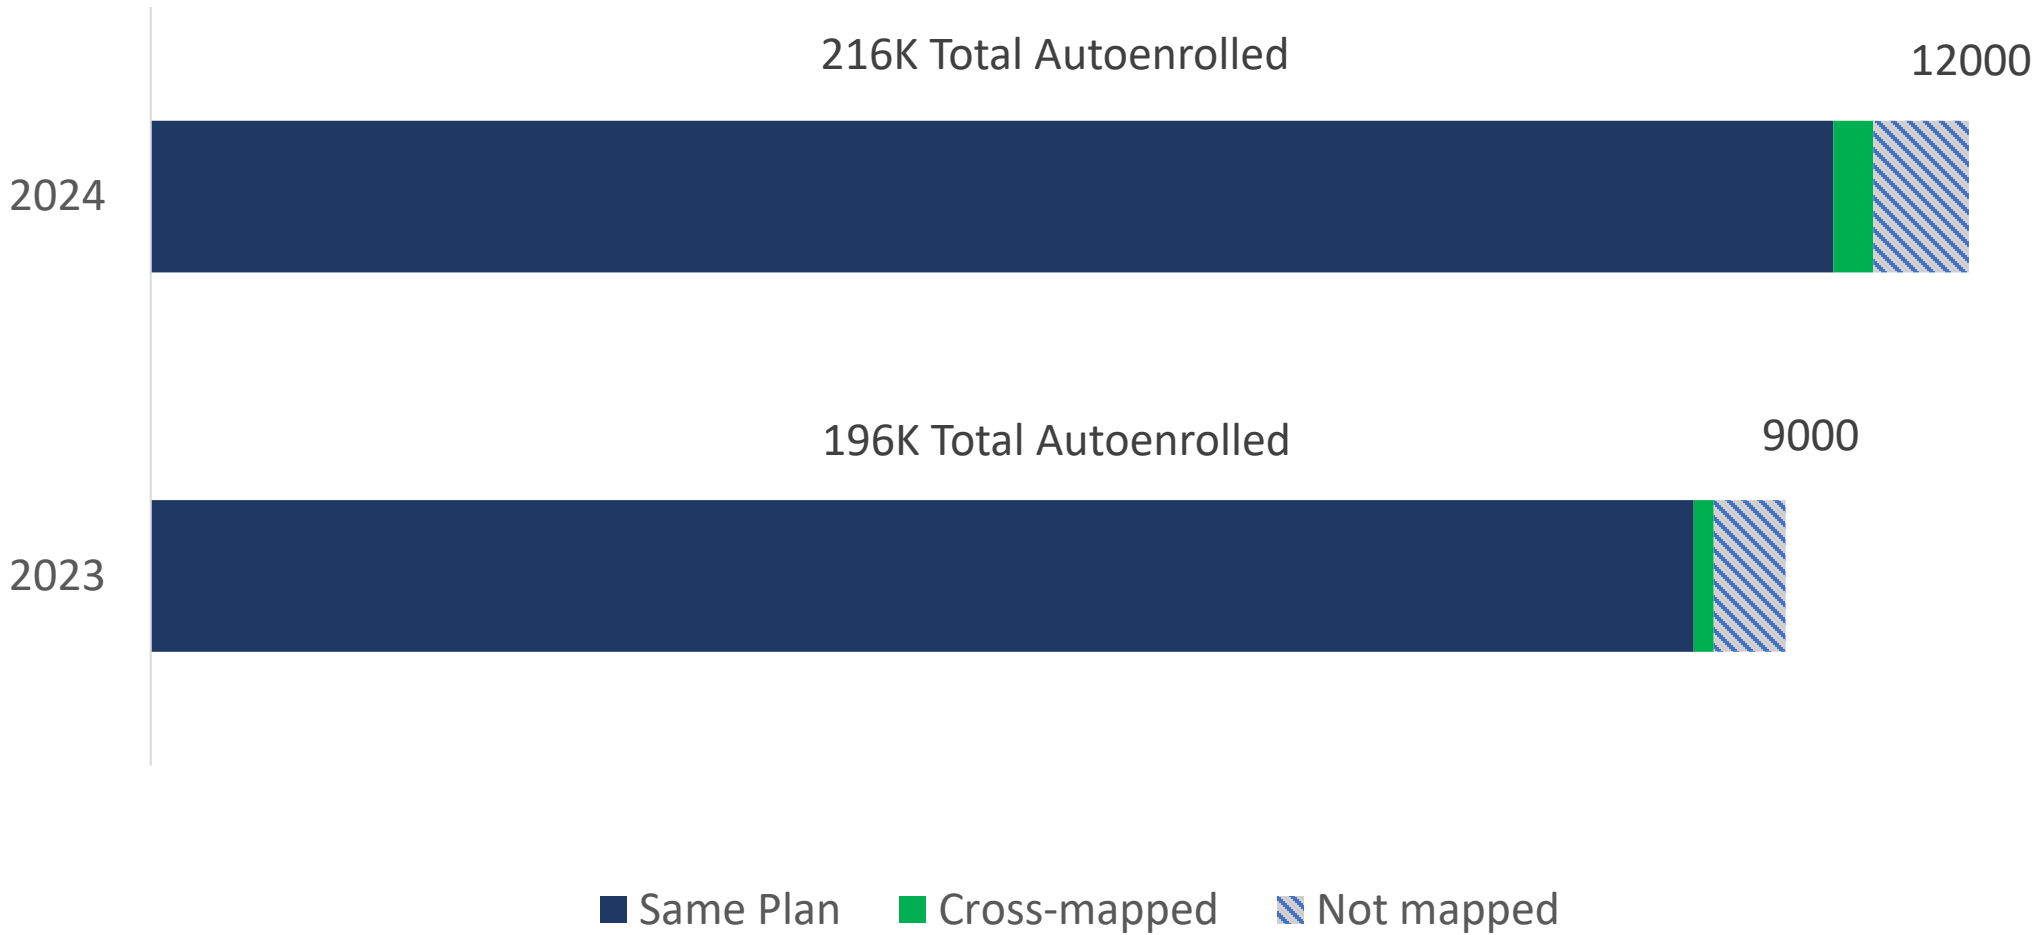 216K Total Autoenrolled
12000
2024
196K Total Autoenrolled
9000
2023
Same Plan
Cross-mapped
Not mapped